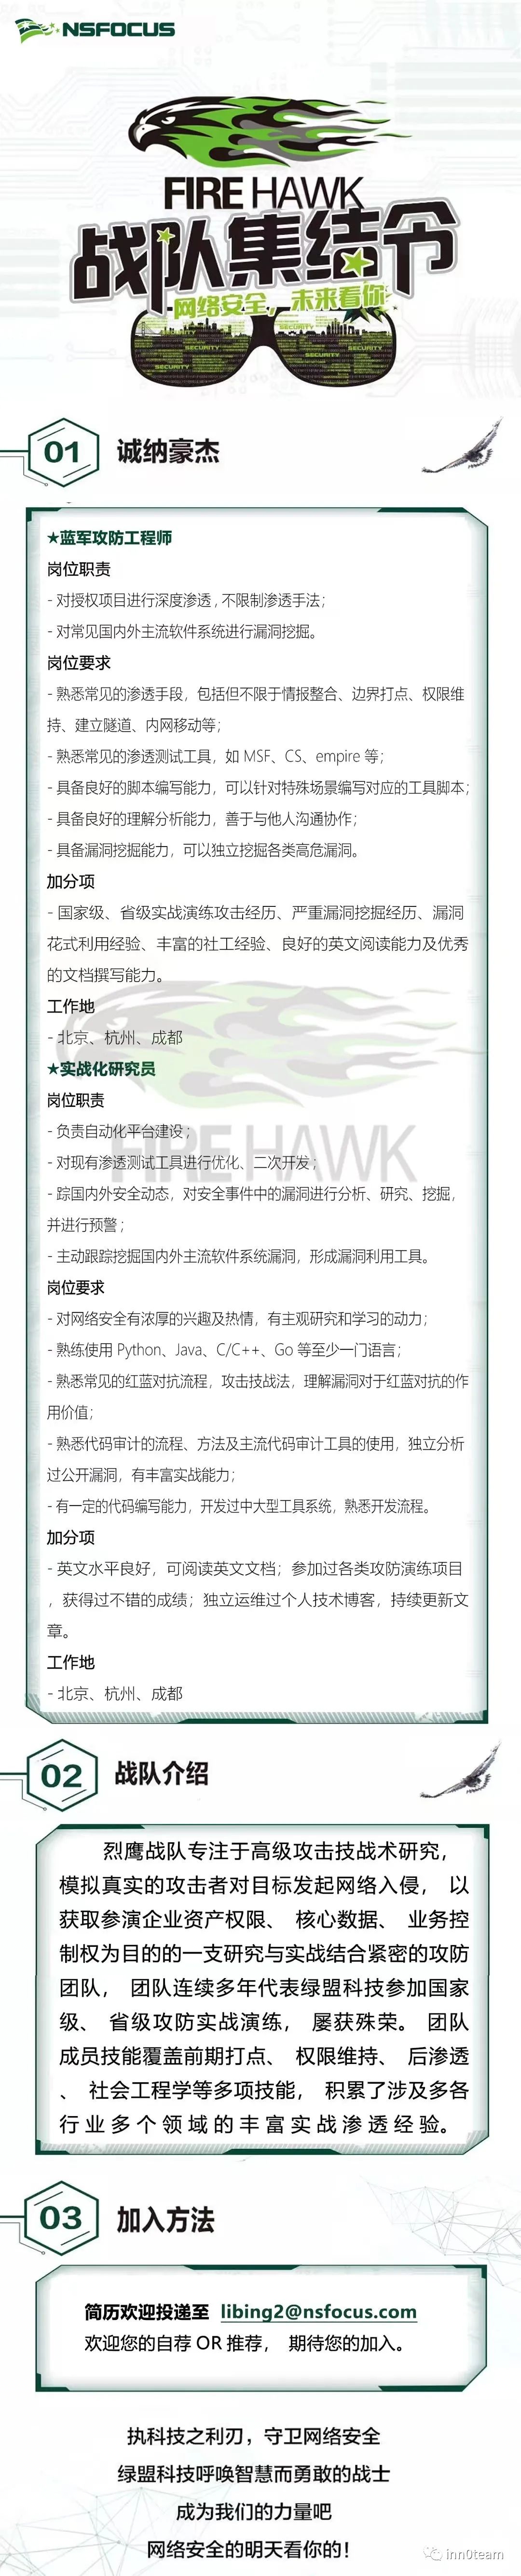 NSFOCUS
FIRE HAWK
战队集结令
网络安全，未来看你
SECURITY
SECURITY
SECURITY
SECURITY
SECURITY
01
诚纳豪杰
★蓝军攻防工程师
岗位职责
- 对授权项目进行深度渗透，不限制渗透手法；
- 对常见国内外主流软件系统进行漏洞挖掘。
岗位要求
- 熟悉常见的渗透手段，包括但不限于情报整合、边界打点、权限维
持、建立隧道、内网移动等；
- 熟悉常见的渗透测试工具，如 MSF、CS、empire 等；
- 具备良好的脚本编写能力，可以针对特殊场景编写对应的工具脚本；
- 具备良好的理解分析能力，善于与他人沟通协作；
- 具备漏洞挖掘能力，可以独立挖掘各类高危漏洞。
加分项
- 国家级、省级实战演练攻击经历、严重漏洞挖掘经历、漏洞
花式利用经验、丰富的社工经验、良好的英文阅读能力及优秀
的文档撰写能力。
工作地
- 北京、杭州、成都
★实战化研究员
岗位职责
- 负责自动化平台建设；
- 对现有渗透测试工具进行优化、二次开发；
FIRE HAWK
- 踪国内外安全动态，对安全事件中的漏洞进行分析、研究、挖掘，
并进行预警；
- 主动跟踪挖掘国内外主流软件系统漏洞，形成漏洞利用工具。
岗位要求
- 对网络安全有浓厚的兴趣及热情，有主观研究和学习的动力；
- 熟练使用 Python、Java、C/C++、Go 等至少一门语言；
- 熟悉常见的红蓝对抗流程，攻击技战法，理解漏洞对于红蓝对抗的作
用价值；
- 熟悉代码审计的流程、方法及主流代码审计工具的使用，独立分析
过公开漏洞，有丰富实战能力；
- 有一定的代码编写能力，开发过中大型工具系统，熟悉开发流程。
加分项
- 英文水平良好，可阅读英文文档；参加过各类攻防演练项目
，获得过不错的成绩；独立运维过个人技术博客，持续更新文
章。
工作地
- 北京、杭州、成都
02
战队介绍
烈鹰战队专注于高级攻击技战术研究，
模拟真实的攻击者对目标发起网络入侵， 以
获取参演企业资产权限、 核心数据、 业务控
制权为目的的一支研究与实战结合紧密的攻防
团队， 团队连续多年代表绿盟科技参加国家
级、 省级攻防实战演练， 屡获殊荣。 团队
成员技能覆盖前期打点、 权限维持、 后渗透
、 社会工程学等多项技能， 积累了涉及多各
行业多个领域的丰富实战渗透经验。
03
加入方法
简历欢迎投递至 libing2@nsfocus.com
欢迎您的自荐 OR 推荐， 期待您的加入。
执科技之利刃，守卫网络安全
绿盟科技呼唤智慧而勇敢的战士
成为我们的力量吧
网络安全的明天看你的！
inn0team